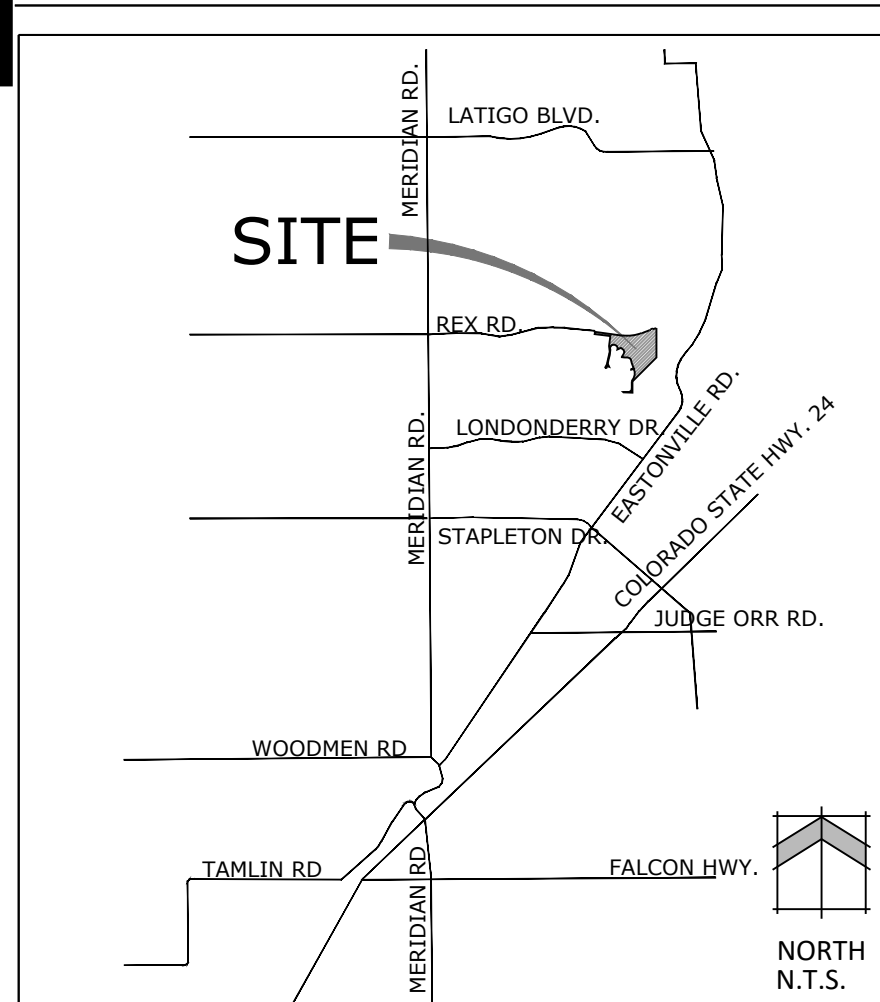 MERIDIAN RD.
LATIGO BLVD.
SITE
REX RD.
MERIDIAN RD.
LONDONDERRY DR.
EASTONVILLE RD.
COLORADO STATE HWY. 24
STAPLETON DR.
JUDGE ORR RD.
WOODMEN RD
TAMLIN RD
MERIDIAN RD
FALCON HWY.
NORTH
N.T.S.